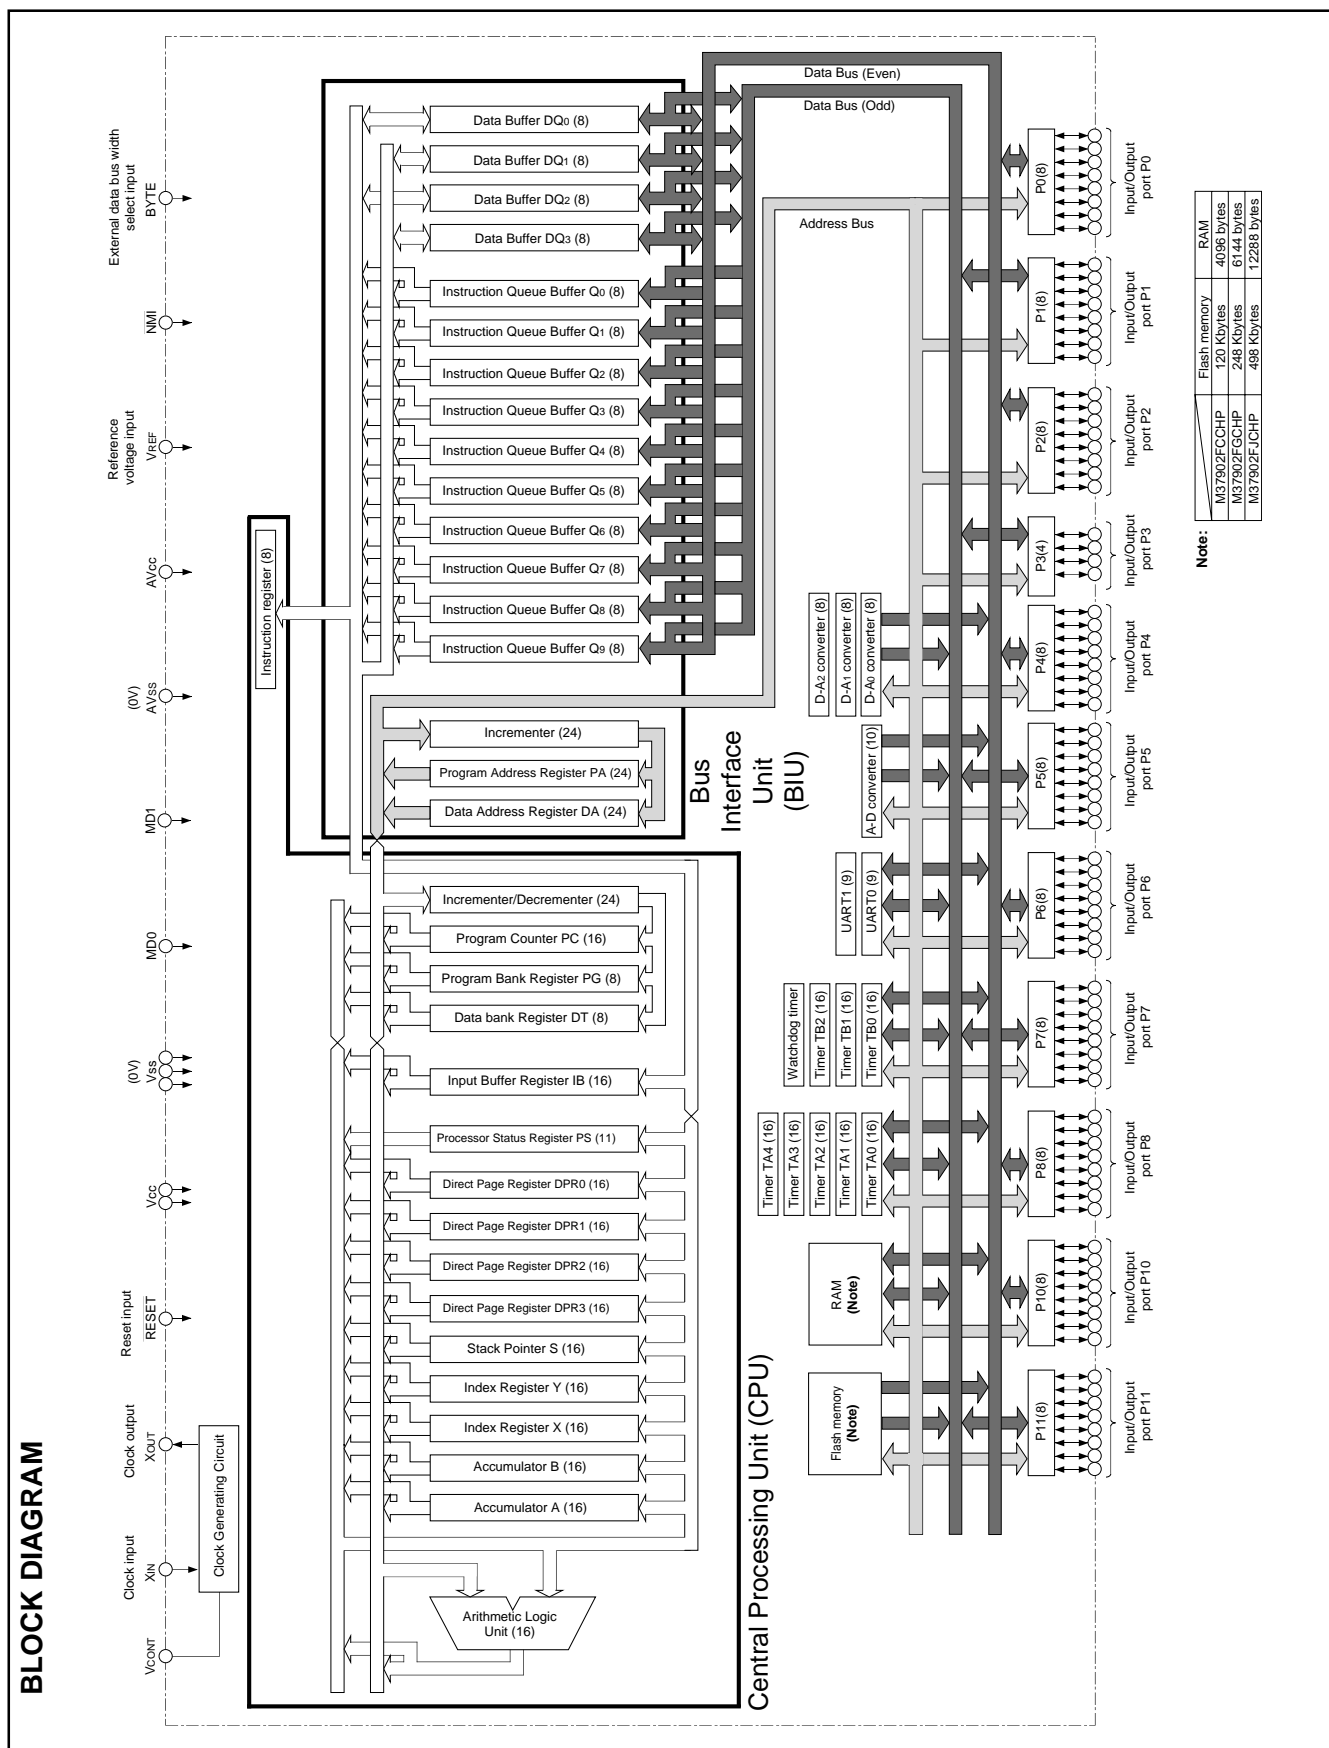 BLOCK DIAGRAM
External data bus width
select input
BYTE
NMI
Reference
voltage input
VREF
AVcc
(0V)
AVss
MD1
MD0
(0V)
Vss
Vcc
Reset input
RESET
Clock output
XOUT
Clock input
XIN
VCONT
Clock Generating Circuit
Instruction register (8)
Data Buffer DQ0 (8)
Data Buffer DQ1 (8)
Data Buffer DQ2 (8)
Data Buffer DQ3 (8)
Instruction Queue Buffer Q0 (8)
Instruction Queue Buffer Q1 (8)
Instruction Queue Buffer Q2 (8)
Instruction Queue Buffer Q3 (8)
Instruction Queue Buffer Q4 (8)
Instruction Queue Buffer Q5 (8)
Instruction Queue Buffer Q6 (8)
Instruction Queue Buffer Q7 (8)
Instruction Queue Buffer Q8 (8)
Instruction Queue Buffer Q9 (8)
Incrementer (24)
Program Address Register PA (24)
Data Address Register DA (24)
Bus
Interface
Unit
(BIU)
Incrementer/Decrementer (24)
Program Counter PC (16)
Program Bank Register PG (8)
Data bank Register DT (8)
Input Buffer Register IB (16)
Processor Status Register PS (11)
Direct Page Register DPR0 (16)
Direct Page Register DPR1 (16)
Direct Page Register DPR2 (16)
Direct Page Register DPR3 (16)
Stack Pointer S (16)
Index Register Y (16)
Index Register X (16)
Accumulator B (16)
Accumulator A (16)
Arithmetic Logic
Unit (16)
Central Processing Unit (CPU)
Data Bus (Even)
Data Bus (Odd)
Address Bus
D-A2 converter (8)
D-A1 converter (8)
D-A0 converter (8)
A-D converter (10)
UART1 (9)
UART0 (9)
Watchdog timer
Timer TB2 (16)
Timer TB1 (16)
Timer TB0 (16)
Timer TA4 (16)
Timer TA3 (16)
Timer TA2 (16)
Timer TA1 (16)
Timer TA0 (16)
RAM
(Note)
Flash memory
(Note)
P0(8)
P1(8)
P2(8)
P3(4)
P4(8)
P5(8)
P6(8)
P7(8)
P8(8)
P10(8)
P11(8)
Input/Output
port P0
Input/Output
port P1
Input/Output
port P2
Input/Output
port P3
Input/Output
port P4
Input/Output
port P5
Input/Output
port P6
Input/Output
port P7
Input/Output
port P8
Input/Output
port P10
Input/Output
port P11
Note:
Flash memory RAM
M37902FCCHP 120 Kbytes 4096 bytes
M37902FGCHP 248 Kbytes 6144 bytes
M37902FJCHP 498 Kbytes 12288 bytes